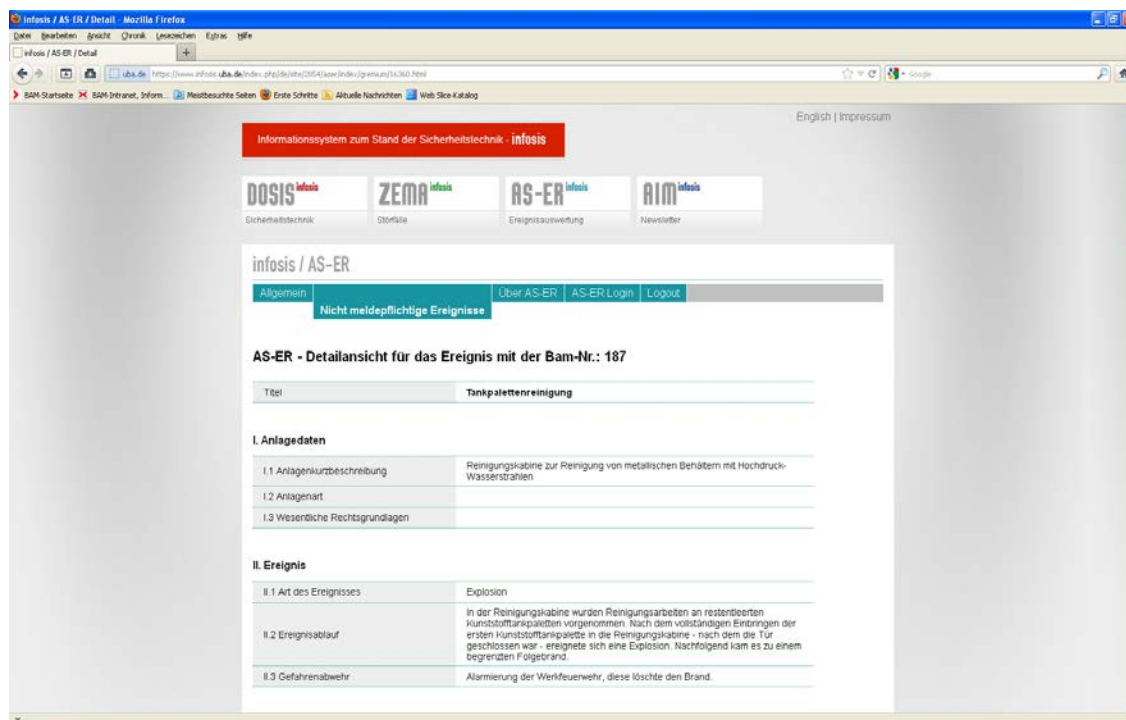 infosis / AS-ER / Detail - Mozilla Firefox
Datei Bearbeiten Ansicht Chronik Lesezeichen Extras Hilfe
infosis / AS-ER / Detail +
uba.de Google
BAM-Startseite BAM-Intranet, Inform... Meistbesuchte Seiten Erste Schritte Aktuelle Nachrichten Web Slice-Katalog
English | Impressum
Informationssystem zum Stand der Sicherheitstechnik - infosis
DOSIS infosis ZEMA infosis AS-ER infosis AIM infosis
Sicherheitstechnik Störfälle Ereignisauswertung Newsletter
infosis / AS-ER
Allgemein Über AS-ER AS-ER Login Logout
Nicht meldepflichtige Ereignisse
AS-ER - Detailansicht für das Ereignis mit der Bam-Nr.: 187
Titel Tankpalettenreinigung
I. Anlagedaten
I.1 Anlagenkurzbeschreibung Reinigungskabine zur Reinigung von metallischen Behältern mit Hochdruck-
Wasserstrahlen
I.2 Anlagenart
I.3 Wesentliche Rechtsgrundlagen
II. Ereignis
II.1 Art des Ereignisses Explosion
II.2 Ereignisablauf In der Reinigungskabine wurden Reinigungsarbeiten an restentleerten
Kunststofftankpaletten vorgenommen. Nach dem vollständigen Einbringen der
ersten Kunststofftankpalette in die Reinigungskabine - nach dem die Tür
geschlossen war - ereignete sich eine Explosion. Nachfolgend kam es zu einem
begrenzten Folgebrand.
II.3 Gefahrenabwehr Alarmierung der Werkfeuerwehr, diese löschte den Brand.